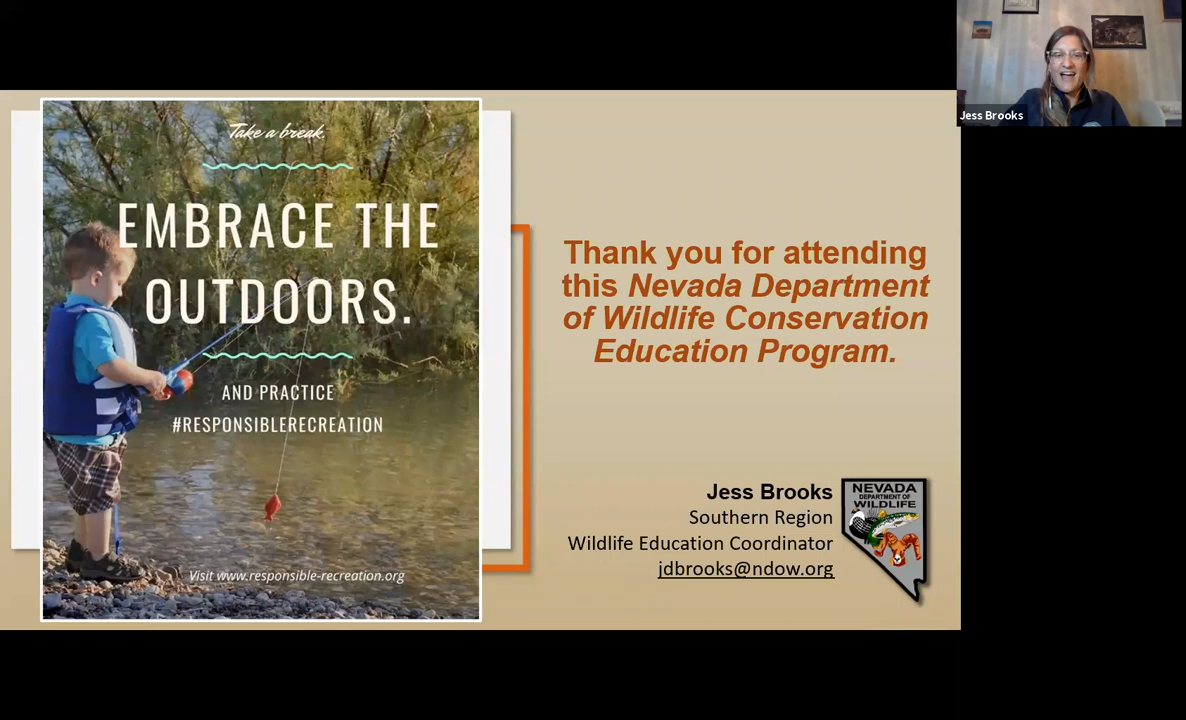 Jess Brooks
Take a break
EMBRACE THE
OUTDOORS.
AND PRACTICE
#RESPONSIBLERECREATION
Visit www.responsible-recreation.org
Thank you for attending
this Nevada Department
of Wildlife Conservation
Education Program.
Jess Brooks
Southern Region
Wildlife Education Coordinator
jdbrooks@ndow.org
NEVADA
DEPARTMENT OF
WILDLIFE